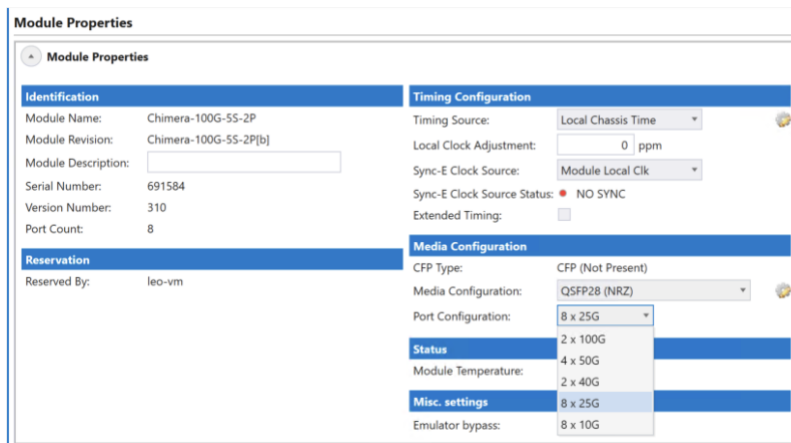 Module Properties
Module Properties
Identification
Module Name: Chimera-100G-5S-2P
Module Revision: Chimera-100G-5S-2P[b]
Module Description:
Serial Number: 691584
Version Number: 310
Port Count: 8
Reservation
Reserved By: leo-vm
Timing Configuration
Timing Source: Local Chassis Time
Local Clock Adjustment: 0 ppm
Sync-E Clock Source: Module Local Clk
Sync-E Clock Source Status: NO SYNC
Extended Timing:
Media Configuration
CFP Type: CFP (Not Present)
Media Configuration: QSFP28 (NRZ)
Port Configuration: 8 x 25G
2 x 100G
4 x 50G
2 x 40G
8 x 25G
8 x 10G
Status
Module Temperature:
Misc. settings
Emulator bypass: